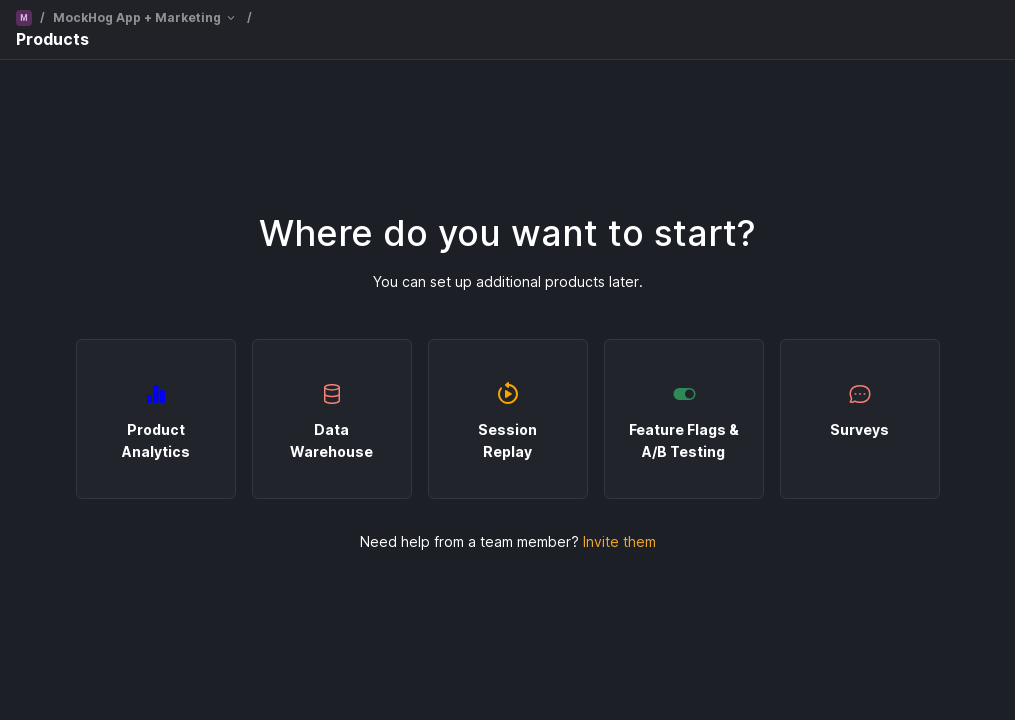 M / MockHog App + Marketing /
Products
Where do you want to start?
You can set up additional products later.
Product
Analytics
Data
Warehouse
Session
Replay
Feature Flags &
A/B Testing
Surveys
Need help from a team member? Invite them